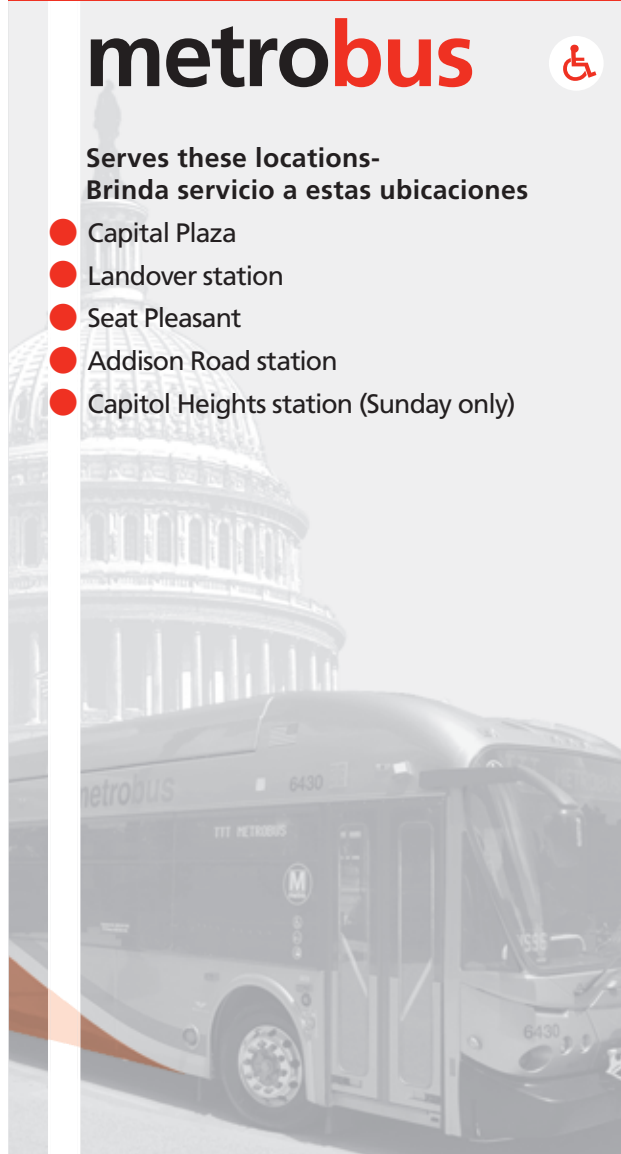 metrobus
Serves these locations-
Brinda servicio a estas ubicaciones
Capital Plaza
Landover station
Seat Pleasant
Addison Road station
Capitol Heights station (Sunday only)
metrobus
6430
TTT METROBUS
M
6430